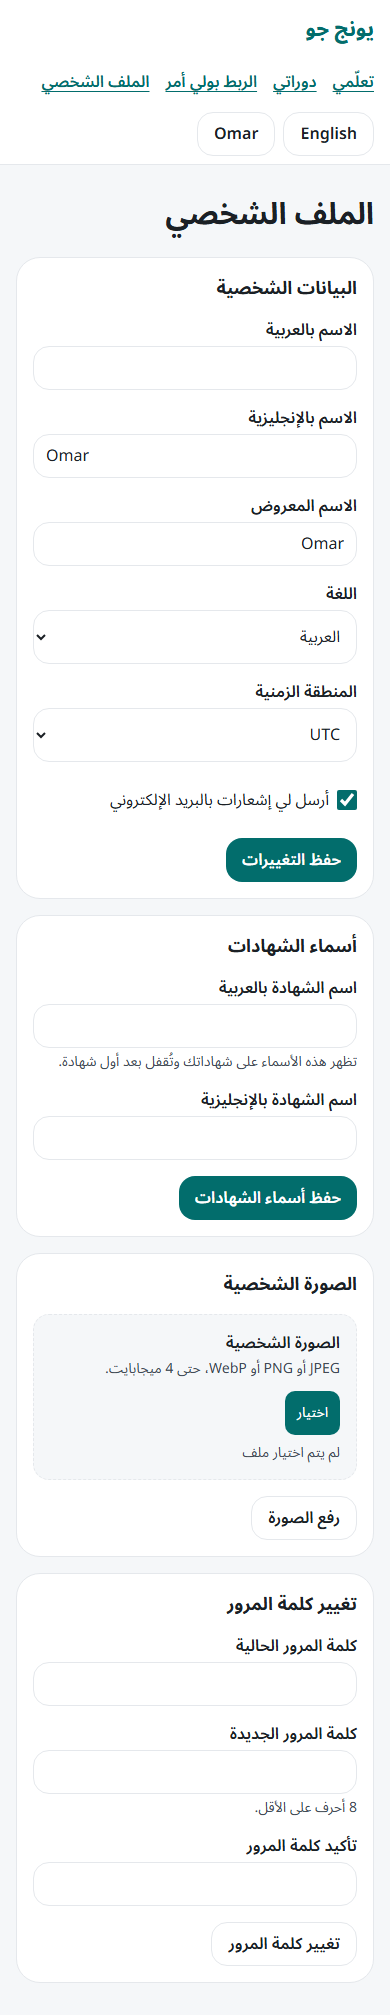 يونج جو
تعلّمي دوراتي الربط بولي أمر الملف الشخصي
English Omar
الملف الشخصي
البيانات الشخصية
الاسم بالعربية
الاسم بالإنجليزية
Omar
الاسم المعروض
Omar
اللغة
العربية
المنطقة الزمنية
UTC
أرسل لي إشعارات بالبريد الإلكتروني
حفظ التغييرات
أسماء الشهادات
اسم الشهادة بالعربية
تظهر هذه الأسماء على شهاداتك وتُقفل بعد أول شهادة.
اسم الشهادة بالإنجليزية
حفظ أسماء الشهادات
الصورة الشخصية
الصورة الشخصية
JPEG أو PNG أو WebP، حتى 4 ميجابايت.
اختيار
لم يتم اختيار ملف
رفع الصورة
تغيير كلمة المرور
كلمة المرور الحالية
كلمة المرور الجديدة
8 أحرف على الأقل.
تأكيد كلمة المرور
تغيير كلمة المرور